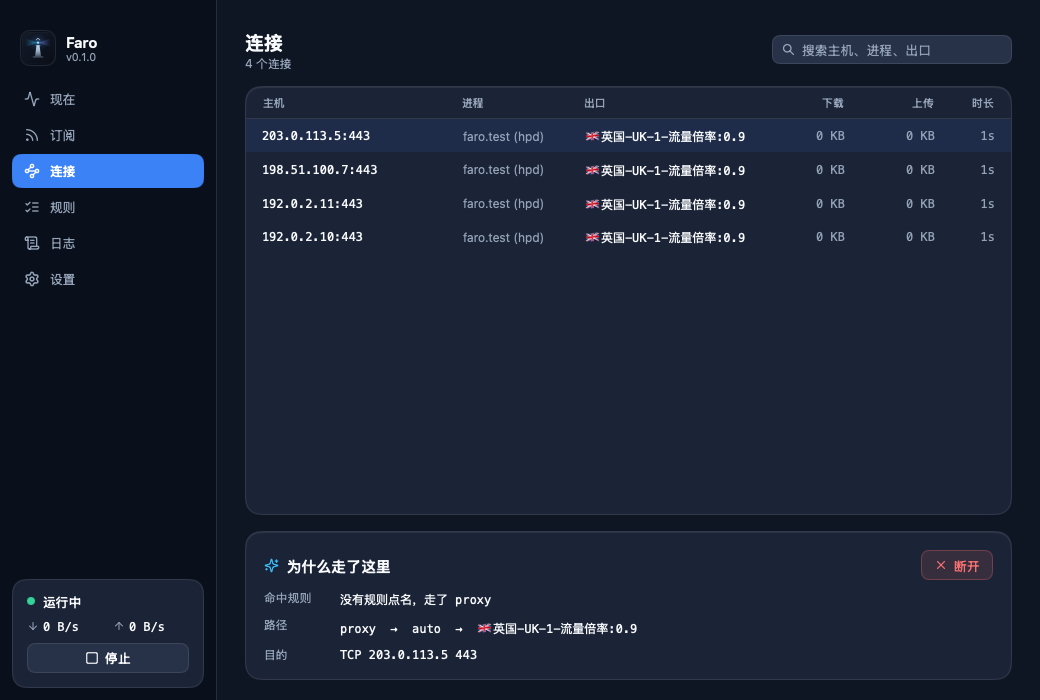 Faro
v0.1.0
现在
订阅
连接
规则
日志
设置
运行中
↓ 0 B/s ↑ 0 B/s
停止
连接
4 个连接
搜索主机、进程、出口
主机 进程 出口 下载 上传 时长
203.0.113.5:443 faro.test (hpd) 🇬🇧英国-UK-1-流量倍率:0.9 0 KB 0 KB 1s
198.51.100.7:443 faro.test (hpd) 🇬🇧英国-UK-1-流量倍率:0.9 0 KB 0 KB 1s
192.0.2.11:443 faro.test (hpd) 🇬🇧英国-UK-1-流量倍率:0.9 0 KB 0 KB 1s
192.0.2.10:443 faro.test (hpd) 🇬🇧英国-UK-1-流量倍率:0.9 0 KB 0 KB 1s
为什么走了这里
断开
命中规则 没有规则点名，走了 proxy
路径 proxy → auto → 🇬🇧英国-UK-1-流量倍率:0.9
目的 TCP 203.0.113.5 443